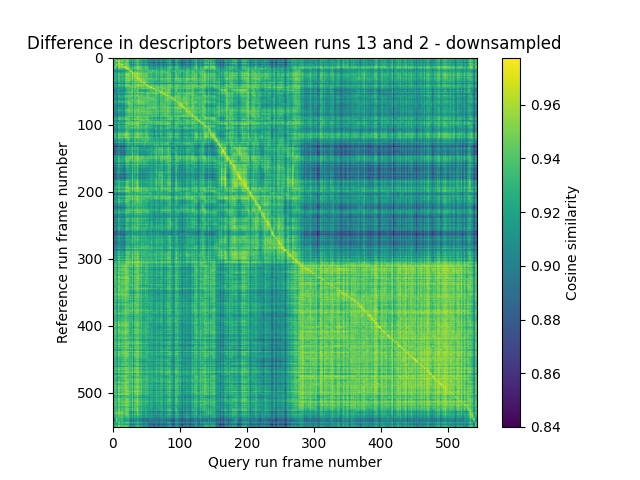 Difference in descriptors between runs 13 and 2 - downsampled
0
100
200
300
400
500
Reference run frame number
0 100 200 300 400 500
Query run frame number
0.96
0.94
0.92
0.90
0.88
0.86
0.84
Cosine similarity